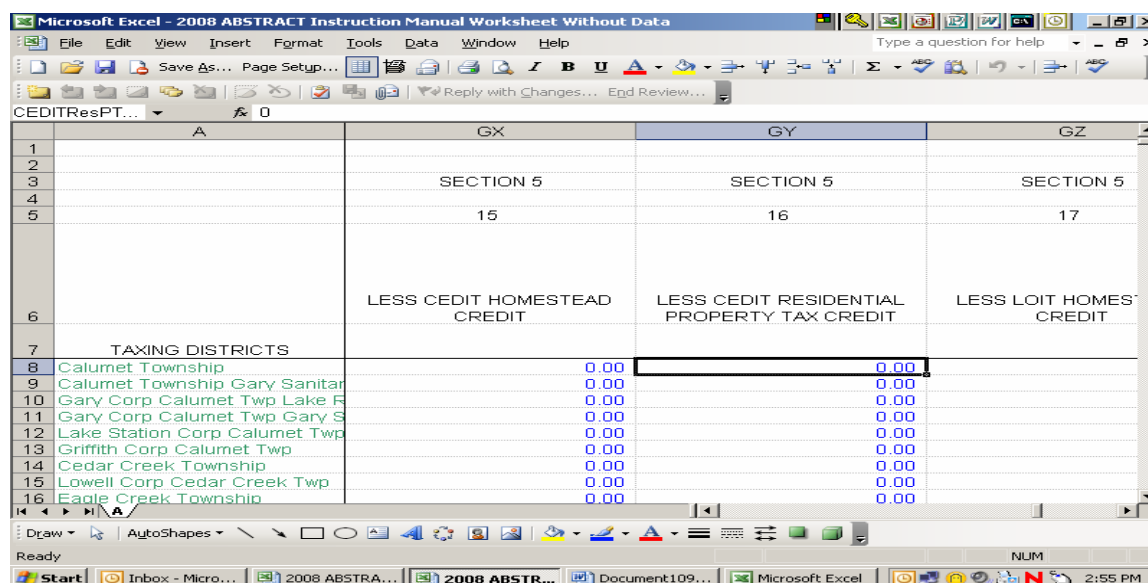 Microsoft Excel - 2008 ABSTRACT Instruction Manual Worksheet Without Data
File Edit View Insert Format Tools Data Window Help Type a question for help
Save As... Page Setup... I B U A Σ ABC ABC
Reply with Changes... End Review...
CEDITResPT... fx 0
A GX GY GZ
1
2
3 SECTION 5 SECTION 5 SECTION 5
4
5 15 16 17
LESS CEDIT HOMESTEAD LESS CEDIT RESIDENTIAL LESS LOIT HOMEST
6 CREDIT PROPERTY TAX CREDIT CREDIT
7 TAXING DISTRICTS
8 Calumet Township 0.00 0.00
9 Calumet Township Gary Sanitar 0.00 0.00
10 Gary Corp Calumet Twp Lake R 0.00 0.00
11 Gary Corp Calumet Twp Gary S 0.00 0.00
12 Lake Station Corp Calumet Twp 0.00 0.00
13 Griffith Corp Calumet Twp 0.00 0.00
14 Cedar Creek Township 0.00 0.00
15 Lowell Corp Cedar Creek Twp 0.00 0.00
16 Eagle Creek Township 0.00 0.00
A
Draw AutoShapes A A
Ready NUM
Start Inbox - Micro... 2008 ABSTRA... 2008 ABSTR... Document109... Microsoft Excel N 2:55 PM